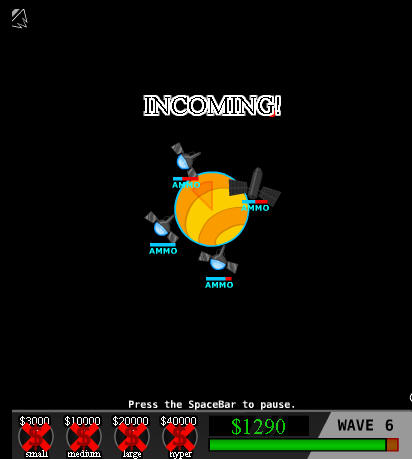 INCOMING!
AMMO
AMMO
AMMO
AMMO
Press the SpaceBar to pause.
$3000 $10000 $20000 $40000
small medium large hyper
$1290
WAVE 6